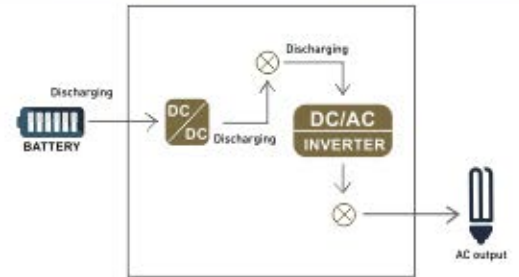 Discharging
Discharging
BATTERY
DC
DC
Discharging
DC/AC
INVERTER
AC output